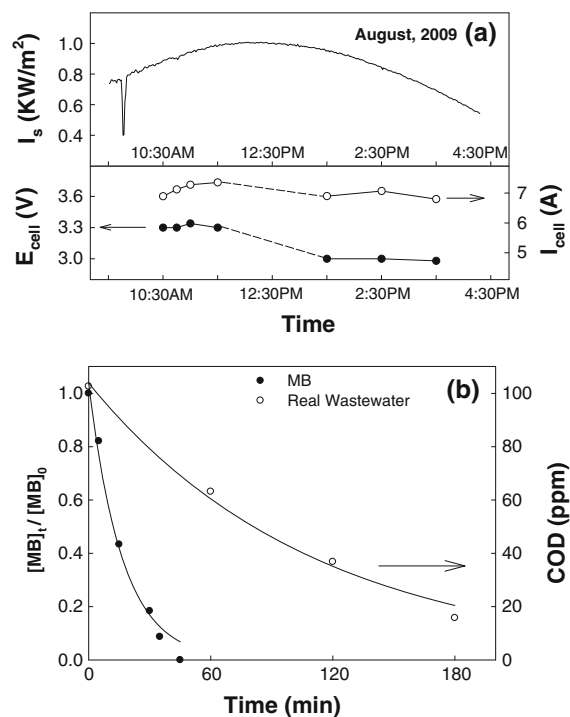 August, 2009 (a)
I_s (KW/m²)
1.0
0.8
0.6
0.4
10:30AM 12:30PM 2:30PM 4:30PM
E_cell (V)
3.6
3.3
3.0
7
6
5
I_cell (A)
10:30AM 12:30PM 2:30PM 4:30PM
Time
(b)
MB
Real Wastewater
[MB]_t / [MB]_0
1.0
0.8
0.6
0.4
0.2
0.0
100
80
60
40
20
0
COD (ppm)
0 60 120 180
Time (min)